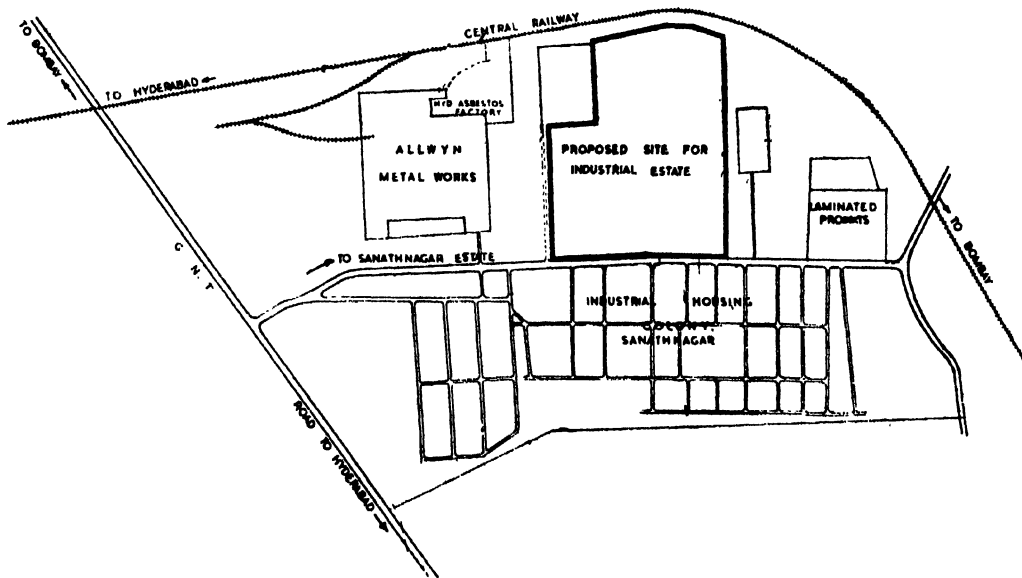 TO BOMBAY
CENTRAL RAILWAY
TO HYDERABAD
HYD ASBESTOS
FACTORY
ALLWYN
METAL WORKS
PROPOSED SITE FOR
INDUSTRIAL ESTATE
LAMINATED
TO BOMBAY
G. N. T
TO SANATHNAGAR ESTATE
INDUSTRIAL HOUSING
COLONY.
SANATHNAGAR
ROAD TO HYDERABAD